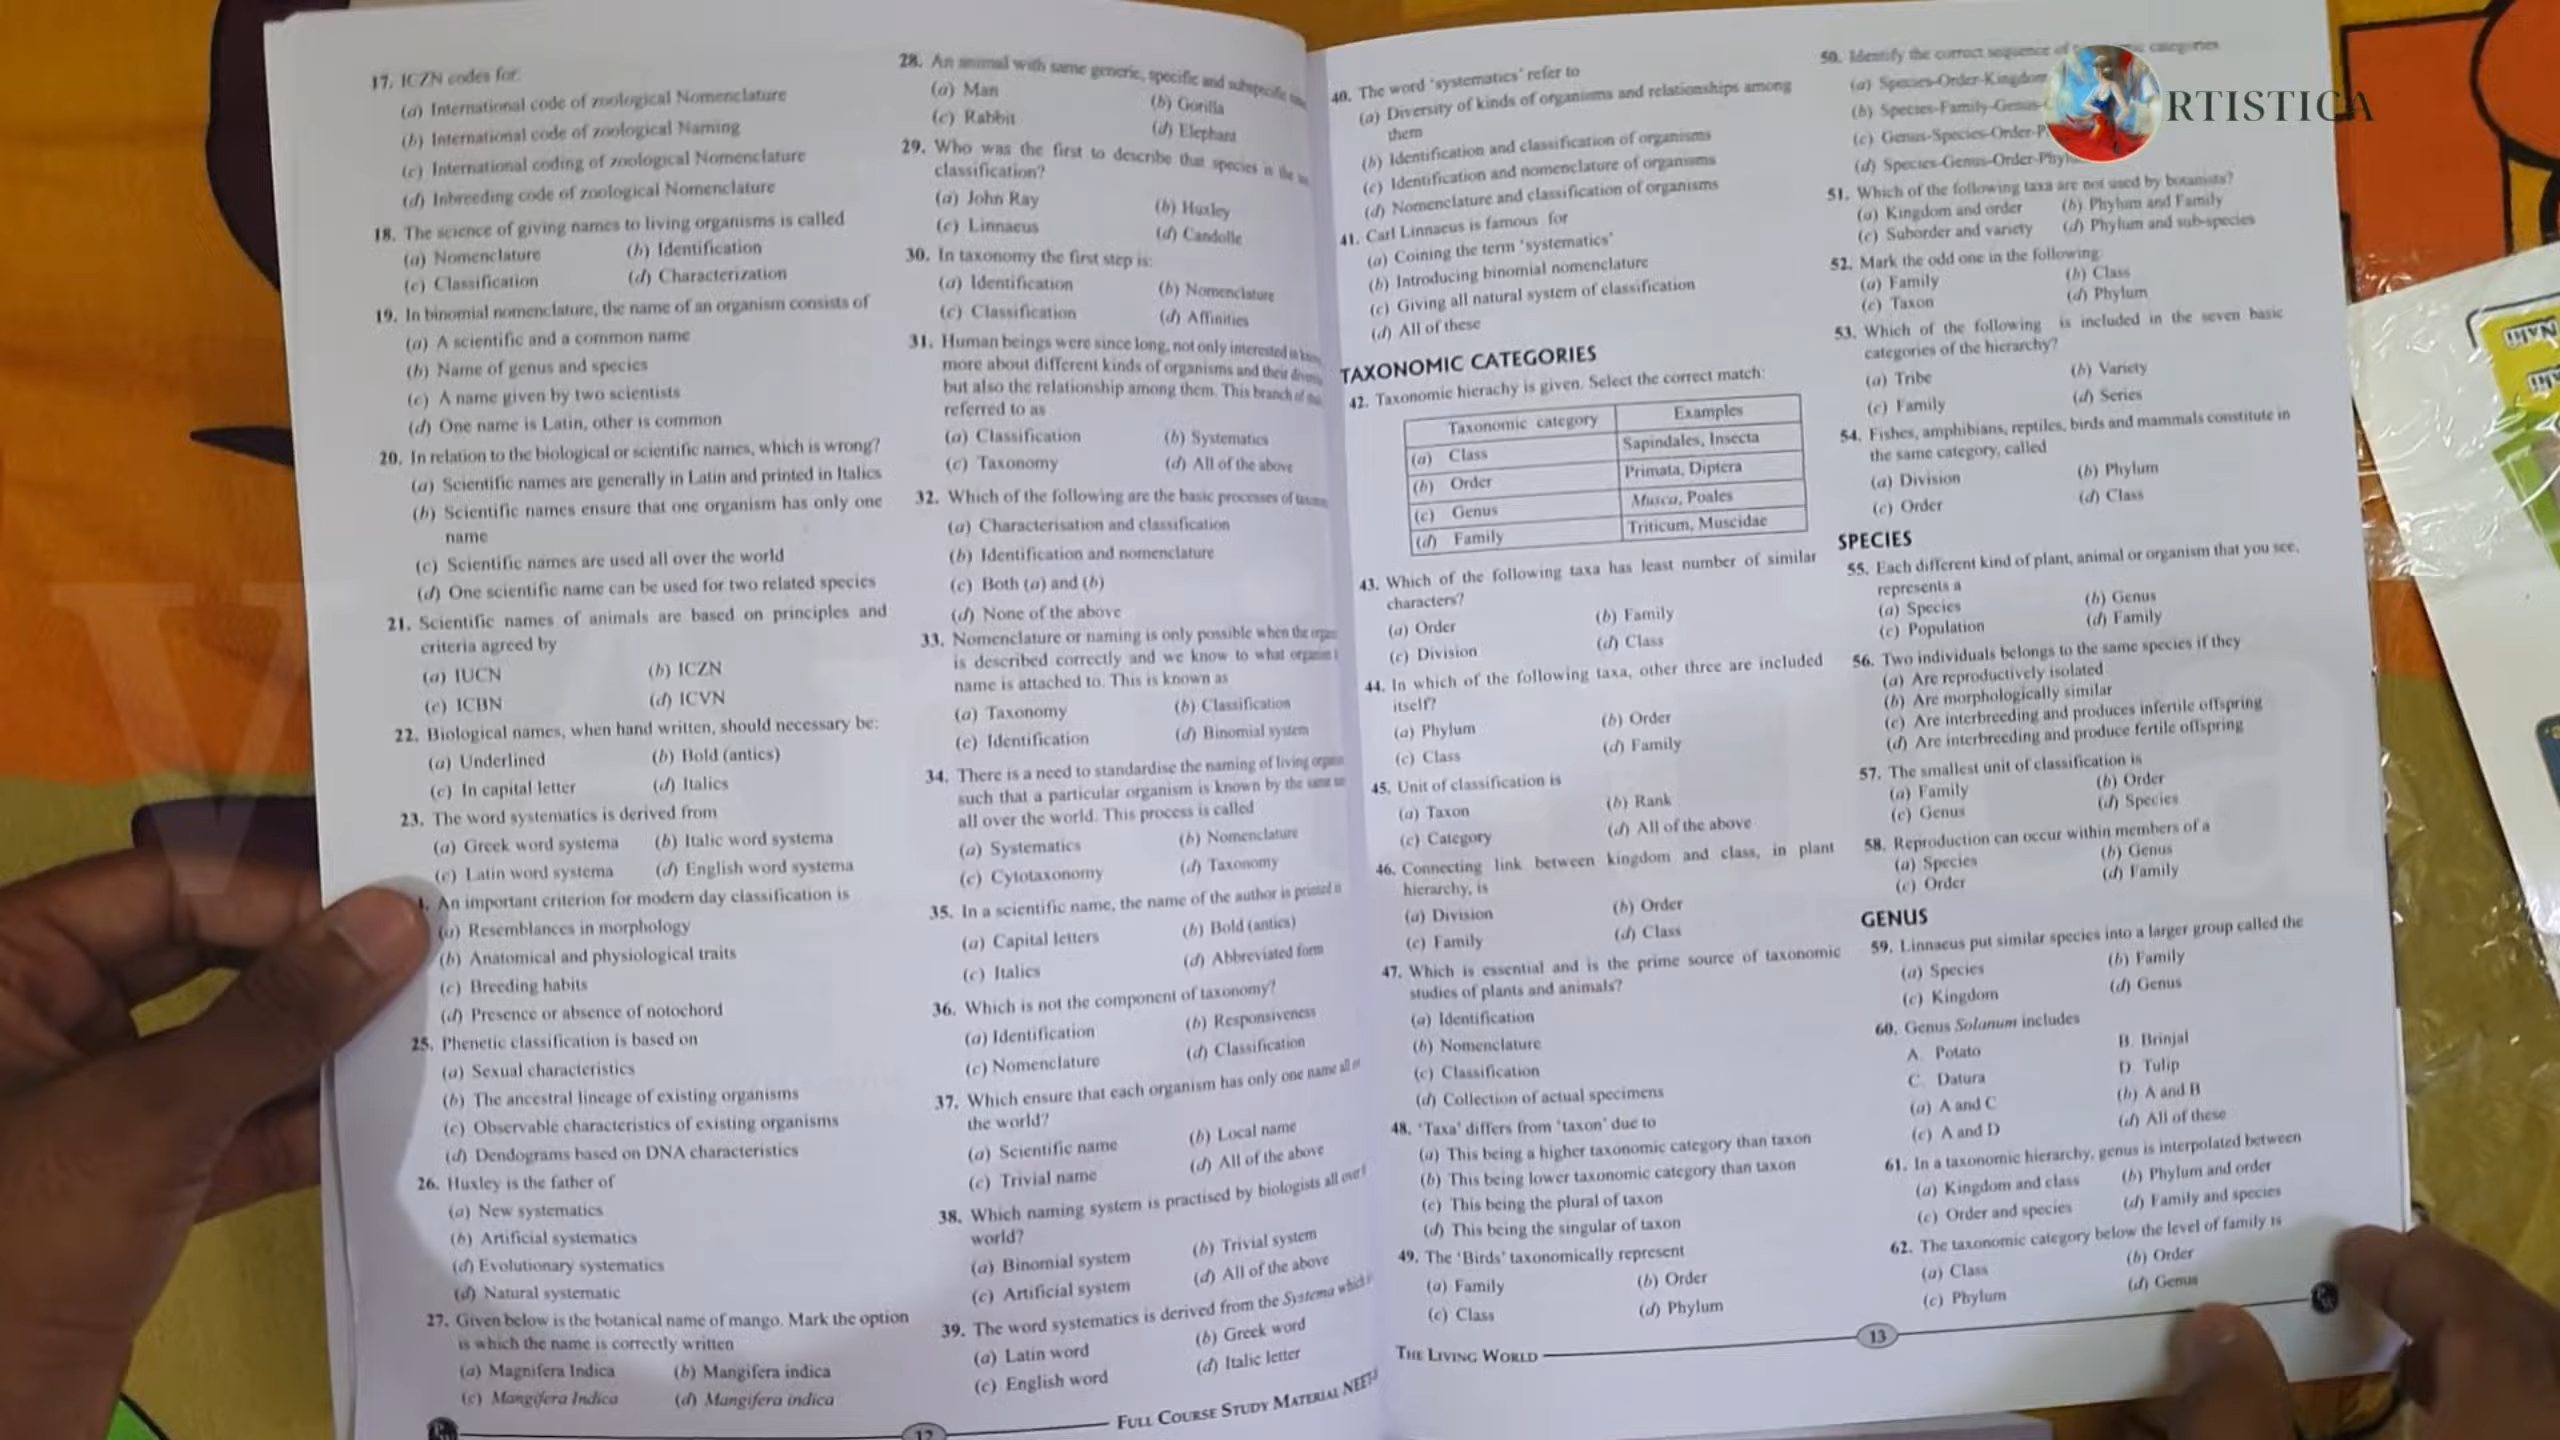 17. ICZN codes for:
(a) International code of zoological Nomenclature
(b) International code of zoological Naming
(c) International coding of zoological Nomenclature
(d) Inbreeding code of zoological Nomenclature
18. The science of giving names to living organisms is called
(a) Nomenclature (b) Identification
(c) Classification (d) Characterization
19. In binomial nomenclature, the name of an organism consists of
(a) A scientific and a common name
(b) Name of genus and species
(c) A name given by two scientists
(d) One name is Latin, other is common
20. In relation to the biological or scientific names, which is wrong?
(a) Scientific names are generally in Latin and printed in Italics
(b) Scientific names ensure that one organism has only one
name
(c) Scientific names are used all over the world
(d) One scientific name can be used for two related species
21. Scientific names of animals are based on principles and
criteria agreed by
(a) IUCN (b) ICZN
(c) ICBN (d) ICVN
22. Biological names, when hand written, should necessary be:
(a) Underlined (b) Bold (antics)
(c) In capital letter (d) Italics
23. The word systematics is derived from
(a) Greek word systema (b) Italic word systema
(c) Latin word systema (d) English word systema
An important criterion for modern day classification is
(a) Resemblances in morphology
(b) Anatomical and physiological traits
(c) Breeding habits
(d) Presence or absence of notochord
25. Phenetic classification is based on
(a) Sexual characteristics
(b) The ancestral lineage of existing organisms
(c) Observable characteristics of existing organisms
(d) Dendograms based on DNA characteristics
26. Huxley is the father of
(a) New systematics
(b) Artificial systematics
(d) Evolutionary systematics
(d) Natural systematic
27. Given below is the botanical name of mango. Mark the option
is which the name is correctly written
(a) Magnifera Indica (b) Mangifera indica
(c) Mangifera Indica (d) Mangifera indica
12
28. An animal with same generic, specific and subspecific
(a) Man (b) Gorilla
(c) Rabbit (d) Elephant
29. Who was the first to describe that species is the
classification?
(a) John Ray (b) Huxley
(c) Linnaeus (d) Candolle
30. In taxonomy the first step is:
(a) Identification (b) Nomenclature
(c) Classification (d) Affinities
31. Human beings were since long, not only interested in
more about different kinds of organisms and their
but also the relationship among them. This branch of
referred to as
(a) Classification (b) Systematics
(c) Taxonomy (d) All of the above
32. Which of the following are the basic processes of
(a) Characterisation and classification
(b) Identification and nomenclature
(c) Both (a) and (b)
(d) None of the above
33. Nomenclature or naming is only possible when the
is described correctly and we know to what
name is attached to. This is known as
(a) Taxonomy (b) Classification
(c) Identification (d) Binomial system
34. There is a need to standardise the naming of living
such that a particular organism is known by the same
all over the world. This process is called
(a) Systematics (b) Nomenclature
(c) Cytotaxonomy (d) Taxonomy
35. In a scientific name, the name of the author is printed
(a) Capital letters (b) Bold (antics)
(c) Italics (d) Abbreviated form
36. Which is not the component of taxonomy?
(a) Identification (b) Responsiveness
(c) Nomenclature (d) Classification
37. Which ensure that each organism has only one name all
the world?
(a) Scientific name (b) Local name
(c) Trivial name (d) All of the above
38. Which naming system is practised by biologists all
world?
(a) Binomial system (b) Trivial system
(c) Artificial system (d) All of the above
39. The word systematics is derived from the Systema which
(a) Latin word (b) Greek word
(c) English word (d) Italic letter
FULL COURSE STUDY MATERIAL NEET
40. The word 'systematics' refer to
(a) Diversity of kinds of organisms and relationships among
them
(b) Identification and classification of organisms
(c) Identification and nomenclature of organisms
(d) Nomenclature and classification of organisms
41. Carl Linnaeus is famous for
(a) Coining the term 'systematics'
(b) Introducing binomial nomenclature
(c) Giving all natural system of classification
(d) All of these
TAXONOMIC CATEGORIES
42. Taxonomic hierachy is given. Select the correct match:
Taxonomic category Examples
(a) Class Sapindales, Insecta
(b) Order Primata, Diptera
(c) Genus Musca, Poales
(d) Family Triticum, Muscidae
43. Which of the following taxa has least number of similar
characters?
(a) Order (b) Family
(c) Division (d) Class
44. In which of the following taxa, other three are included
itself?
(a) Phylum (b) Order
(c) Class (d) Family
45. Unit of classification is
(a) Taxon (b) Rank
(c) Category (d) All of the above
46. Connecting link between kingdom and class, in plant
hierarchy, is
(a) Division (b) Order
(c) Family (d) Class
47. Which is essential and is the prime source of taxonomic
studies of plants and animals?
(a) Identification
(b) Nomenclature
(c) Classification
(d) Collection of actual specimens
48. 'Taxa' differs from 'taxon' due to
(a) This being a higher taxonomic category than taxon
(b) This being lower taxonomic category than taxon
(c) This being the plural of taxon
(d) This being the singular of taxon
49. The 'Birds' taxonomically represent
(a) Family (b) Order
(c) Class (d) Phylum
THE LIVING WORLD
13
50. Identify the correct sequence of categories
(a) Species-Order-Kingdom
(b) Species-Family-Genus-
(c) Genus-Species-Order-
(d) Species-Genus-Order-
51. Which of the following taxa are not used by botanists?
(a) Kingdom and order (b) Phylum and Family
(c) Suborder and variety (d) Phylum and sub-species
52. Mark the odd one in the following
(a) Family (b) Class
(c) Taxon (d) Phylum
53. Which of the following is included in the seven basic
categories of the hierarchy?
(a) Tribe (b) Variety
(c) Family (d) Series
54. Fishes, amphibians, reptiles, birds and mammals constitute in
the same category, called
(a) Division (b) Phylum
(c) Order (d) Class
SPECIES
55. Each different kind of plant, animal or organism that you see,
represents a
(a) Species (b) Genus
(c) Population (d) Family
56. Two individuals belongs to the same species if they
(a) Are reproductively isolated
(b) Are morphologically similar
(c) Are interbreeding and produces infertile offspring
(d) Are interbreeding and produce fertile offspring
57. The smallest unit of classification is
(a) Family (b) Order
(c) Genus (d) Species
58. Reproduction can occur within members of a
(a) Species (b) Genus
(c) Order (d) Family
GENUS
59. Linnaeus put similar species into a larger group called the
(a) Species (b) Family
(c) Kingdom (d) Genus
60. Genus Solanum includes
A. Potato B. Brinjal
C. Datura D. Tulip
(a) A and C (b) A and B
(c) A and D (d) All of these
61. In a taxonomic hierarchy, genus is interpolated between
(a) Kingdom and class (b) Phylum and order
(c) Order and species (d) Family and species
62. The taxonomic category below the level of family is
(a) Class (b) Order
(c) Phylum (d) Genus
RTISTICA